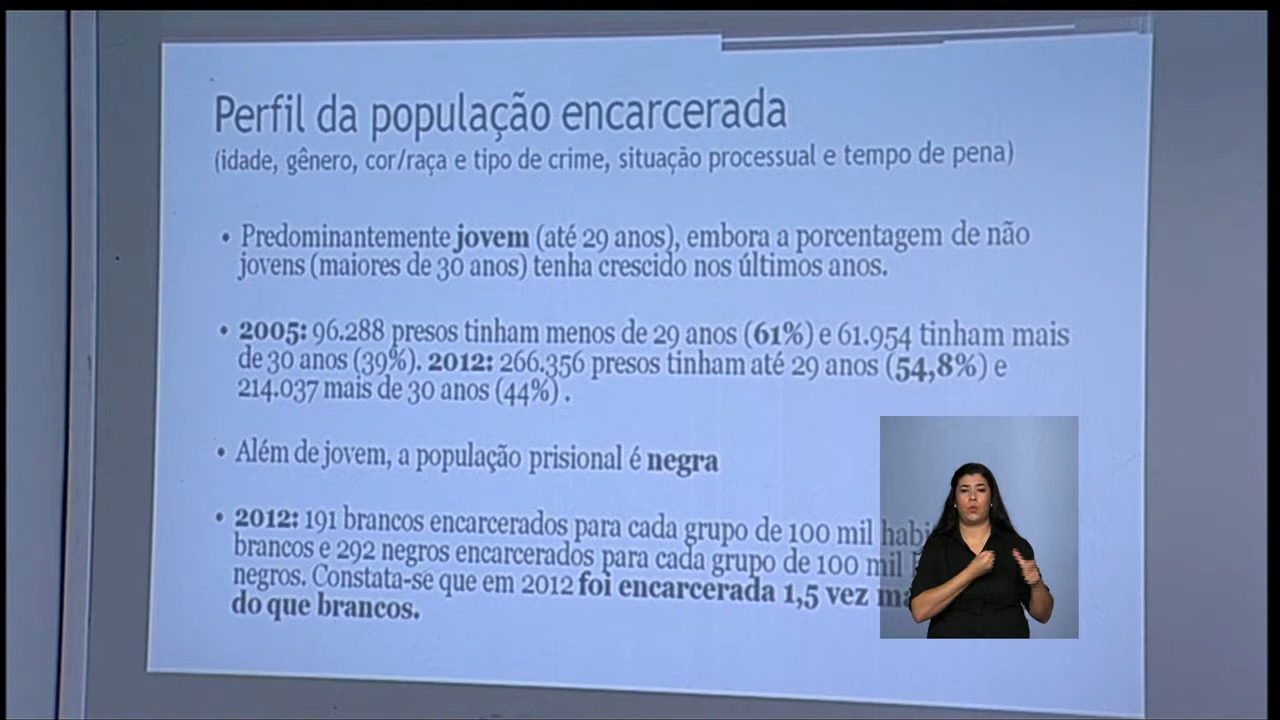 Perfil da população encarcerada
(idade, gênero, cor/raça e tipo de crime, situação processual e tempo de pena)
• Predominantemente jovem (até 29 anos), embora a porcentagem de não
jovens (maiores de 30 anos) tenha crescido nos últimos anos.
• 2005: 96.288 presos tinham menos de 29 anos (61%) e 61.954 tinham mais
de 30 anos (39%). 2012: 266.356 presos tinham até 29 anos (54,8%) e
214.037 mais de 30 anos (44%) .
• Além de jovem, a população prisional é negra
• 2012: 191 brancos encarcerados para cada grupo de 100 mil
brancos e 292 negros encarcerados para cada grupo de 100 mil
negros. Constata-se que em 2012 foi encarcerada 1,5 vez
do que brancos.